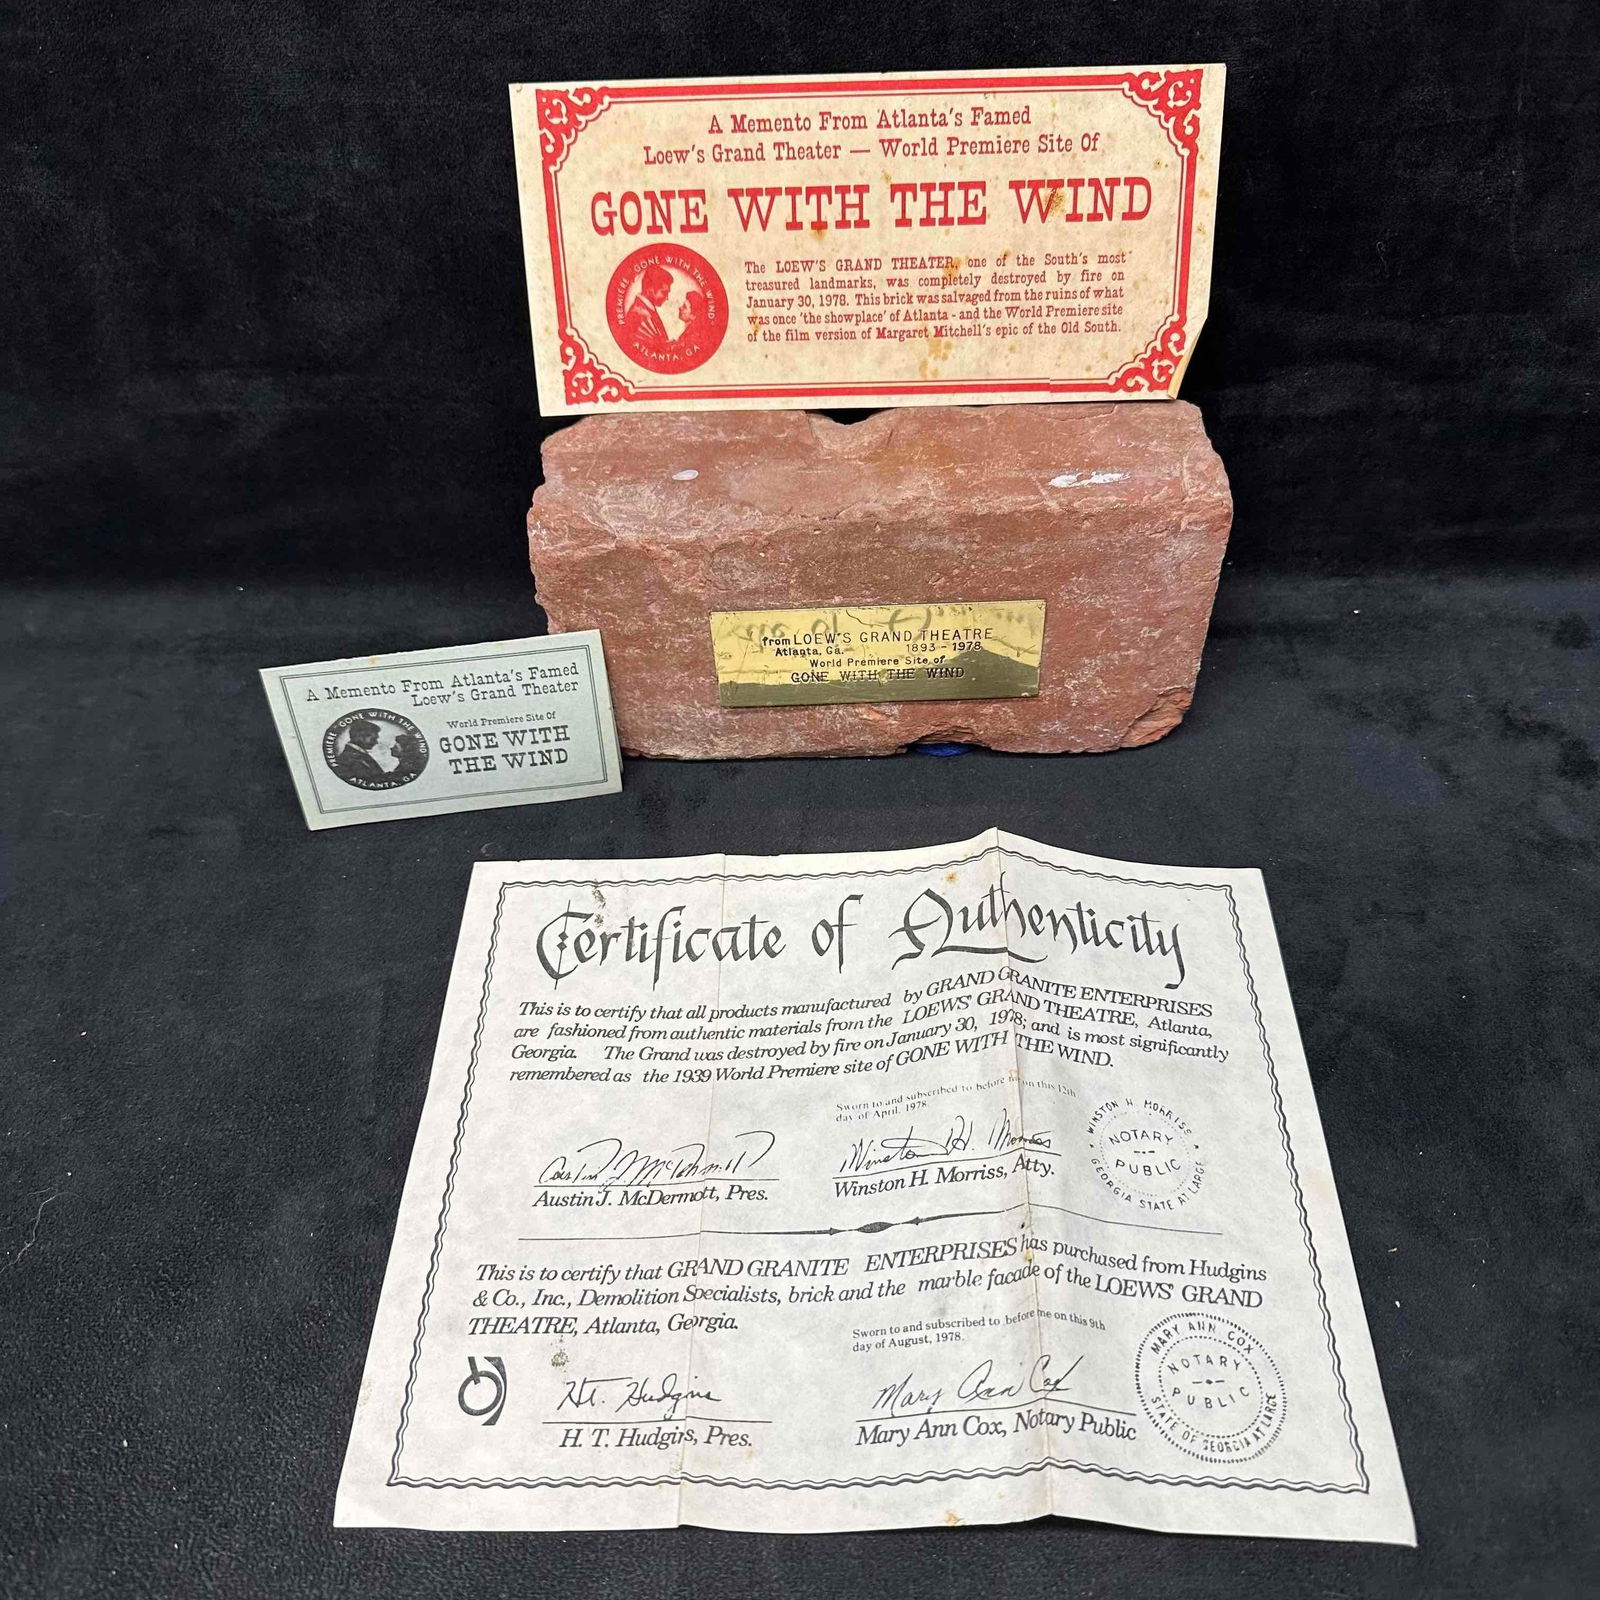 A Memento From Atlanta's Famed
Loew's Grand Theater — World Premiere Site Of
GONE WITH THE WIND
PREMIERE "GONE WITH THE WIND"
ATLANTA, GA
The LOEW'S GRAND THEATER, one of the South's most
treasured landmarks, was completely destroyed by fire on
January 30, 1978. This brick was salvaged from the ruins of what
was once 'the showplace' of Atlanta - and the World Premiere site
of the film version of Margaret Mitchell's epic of the Old South.
from LOEW'S GRAND THEATRE
Atlanta, Ga. 1893 - 1978
World Premiere Site of
GONE WITH THE WIND
A Memento From Atlanta's Famed
Loew's Grand Theater
PREMIERE "GONE WITH THE WIND"
ATLANTA, GA
World Premiere Site Of
GONE WITH
THE WIND
Certificate of Authenticity
This is to certify that all products manufactured by GRAND GRANITE ENTERPRISES
are fashioned from authentic materials from the LOEWS' GRAND THEATRE, Atlanta,
Georgia. The Grand was destroyed by fire on January 30, 1978; and is most significantly
remembered as the 1939 World Premiere site of GONE WITH THE WIND.
Sworn to and subscribed to before me on this 12th
day of April, 1978.
Austin J. McDermott
Austin J. McDermott, Pres.
Winston H. Morriss
Winston H. Morriss, Atty.
WINSTON H. MORRISS
NOTARY
PUBLIC
GEORGIA STATE AT LARGE
This is to certify that GRAND GRANITE ENTERPRISES has purchased from Hudgins
& Co., Inc., Demolition Specialists, brick and the marble facade of the LOEWS' GRAND
THEATRE, Atlanta, Georgia.
Sworn to and subscribed to before me on this 9th
day of August, 1978.
H.T. Hudgins
H. T. Hudgins, Pres.
Mary Ann Cox
Mary Ann Cox, Notary Public
MARY ANN COX
NOTARY
PUBLIC
STATE OF GEORGIA AT LARGE